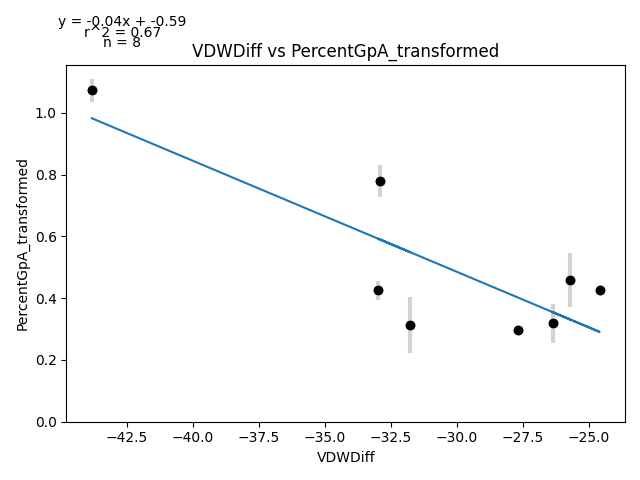 y = -0.04x + -0.59
r^2 = 0.67
n = 8
VDWDiff vs PercentGpA_transformed
1.0
0.8
0.6
0.4
0.2
0.0
PercentGpA_transformed
−42.5 −40.0 −37.5 −35.0 −32.5 −30.0 −27.5 −25.0
VDWDiff